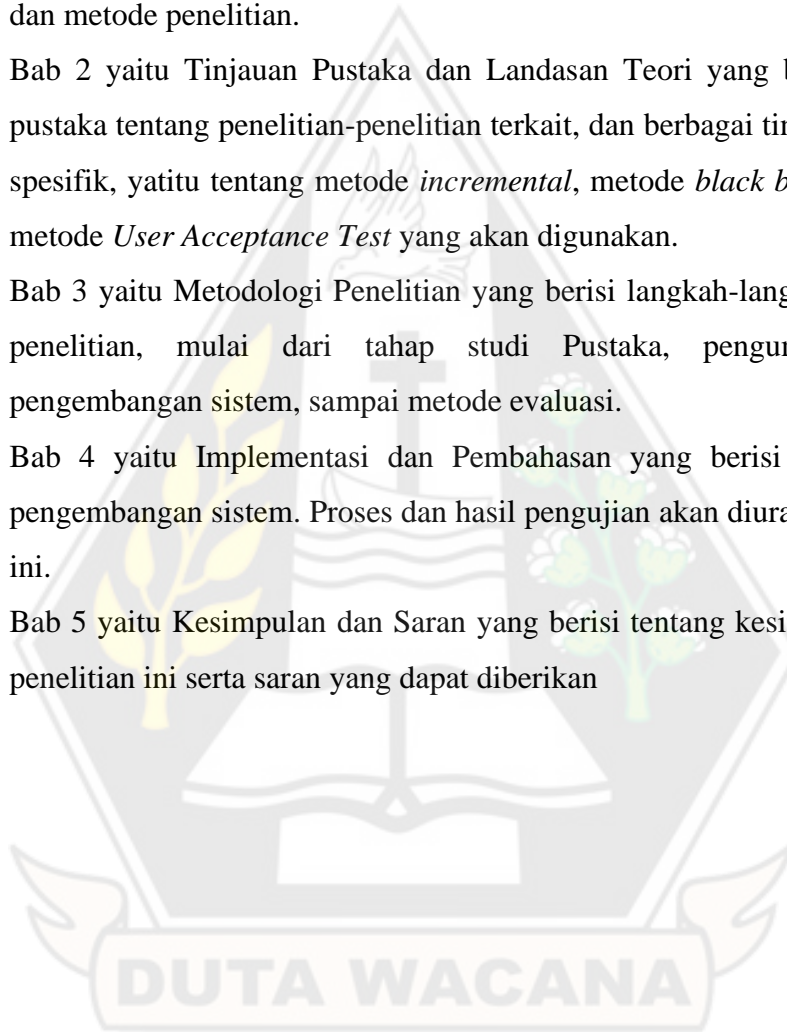 dan metode penelitian.
Bab 2 yaitu Tinjauan Pustaka dan Landasan Teori yang
pustaka tentang penelitian-penelitian terkait, dan berbagai
spesifik, yatitu tentang metode incremental, metode black
metode User Acceptance Test yang akan digunakan.
Bab 3 yaitu Metodologi Penelitian yang berisi
penelitian, mulai dari tahap studi Pustaka,
pengembangan sistem, sampai metode evaluasi.
Bab 4 yaitu Implementasi dan Pembahasan yang berisi
pengembangan sistem. Proses dan hasil pengujian akan
ini.
Bab 5 yaitu Kesimpulan dan Saran yang berisi tentang
penelitian ini serta saran yang dapat diberikan
DUTA WACANA